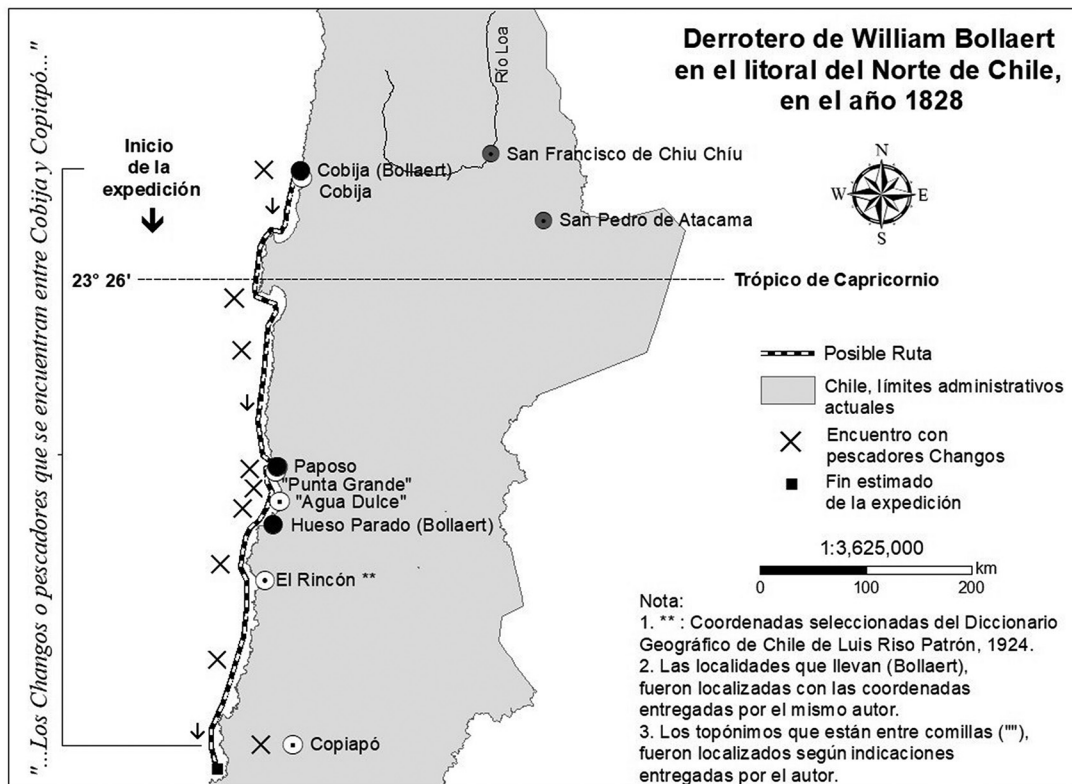 Derrotero de William Bollaert
en el litoral del Norte de Chile,
en el año 1828
"...Los Changos o pescadores que se encuentran entre Cobija y Copiapó..."
Inicio
de la
expedición
Río Loa
San Francisco de Chiu Chíu
Cobija (Bollaert)
Cobija
San Pedro de Atacama
N
W
E
S
23° 26'
Trópico de Capricornio
Paposo
"Punta Grande"
"Agua Dulce"
Hueso Parado (Bollaert)
El Rincón **
Copiapó
Posible Ruta
Chile, límites administrativos
actuales
Encuentro con
pescadores Changos
Fin estimado
de la expedición
1:3,625,000
km
0 100 200
Nota:
1. ** : Coordenadas seleccionadas del Diccionario
Geográfico de Chile de Luis Riso Patrón, 1924.
2. Las localidades que llevan (Bollaert),
fueron localizadas con las coordenadas
entregadas por el mismo autor.
3. Los topónimos que están entre comillas (""),
fueron localizados según indicaciones
entregadas por el autor.